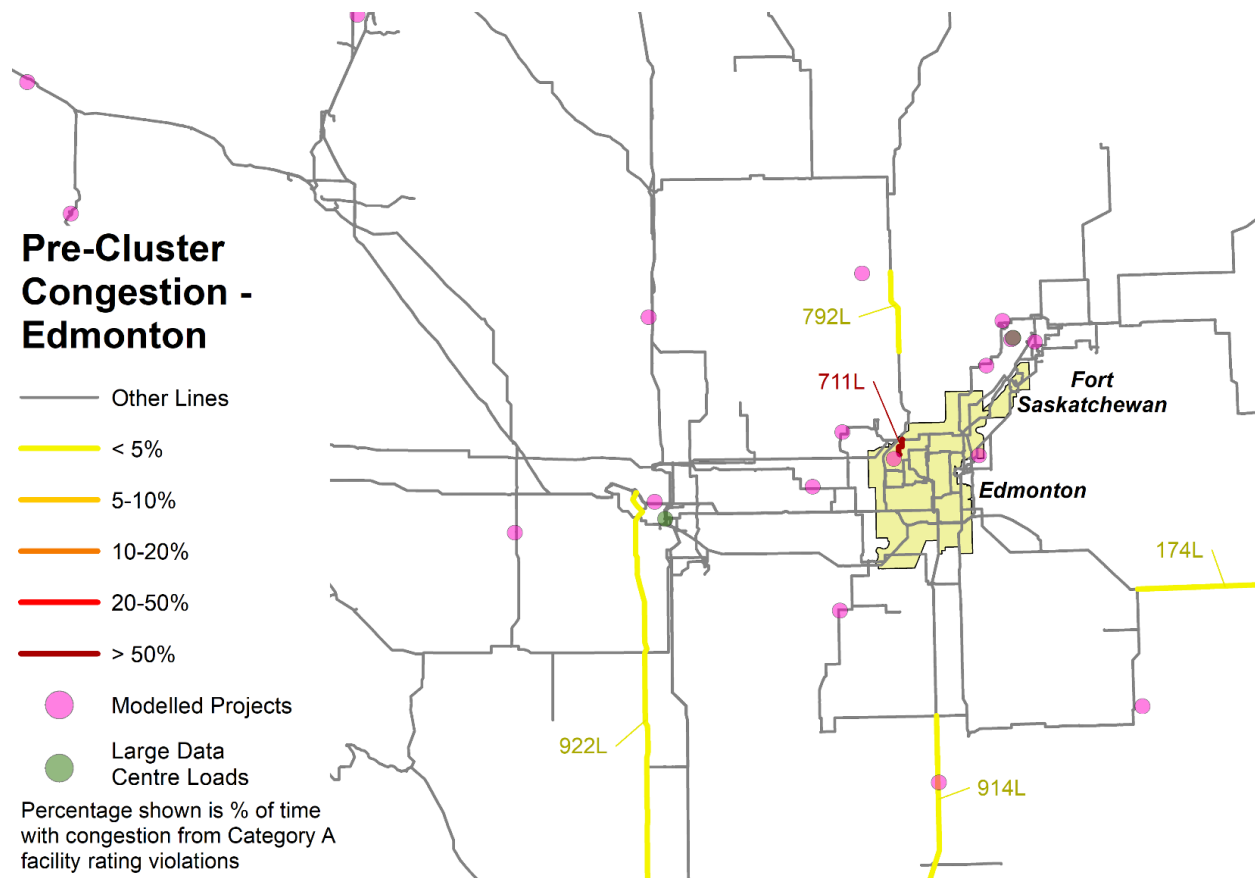 Pre-Cluster
Congestion -
Edmonton
Other Lines
< 5%
5-10%
10-20%
20-50%
> 50%
Modelled Projects
Large Data
Centre Loads
Percentage shown is % of time
with congestion from Category A
facility rating violations
792L
711L
Fort
Saskatchewan
Edmonton
174L
922L
914L